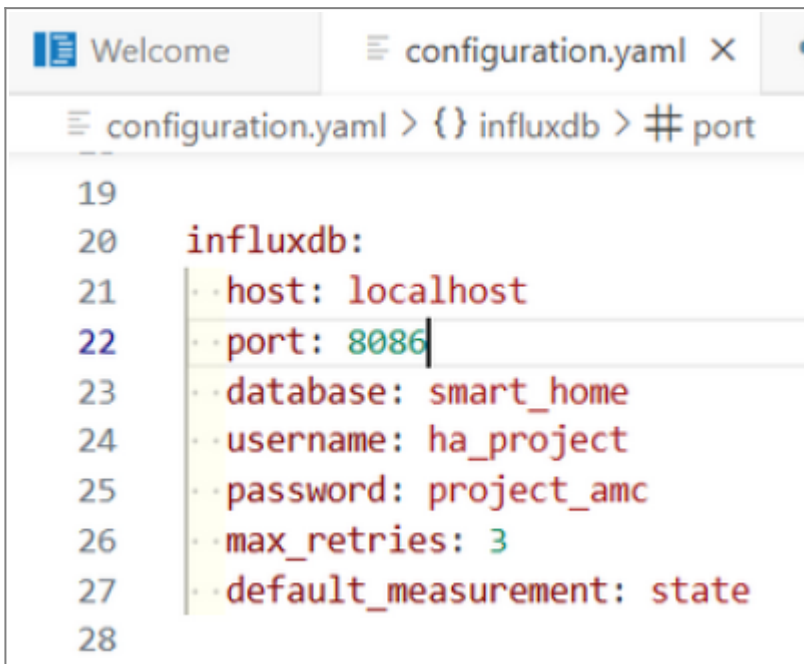 Welcome configuration.yaml ×
configuration.yaml > {} influxdb > # port
19
20 influxdb:
21 host: localhost
22 port: 8086
23 database: smart_home
24 username: ha_project
25 password: project_amc
26 max_retries: 3
27 default_measurement: state
28